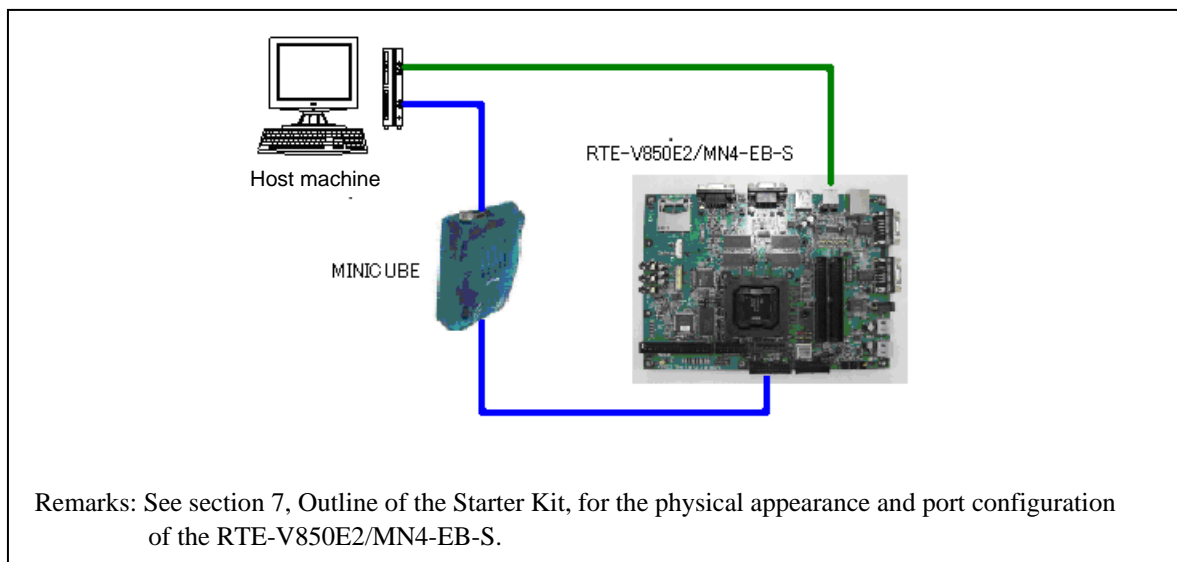 RTE-V850E2/MN4-EB-S
Host machine
MINICUBE
Remarks: See section 7, Outline of the Starter Kit, for the physical appearance and port configuration
of the RTE-V850E2/MN4-EB-S.